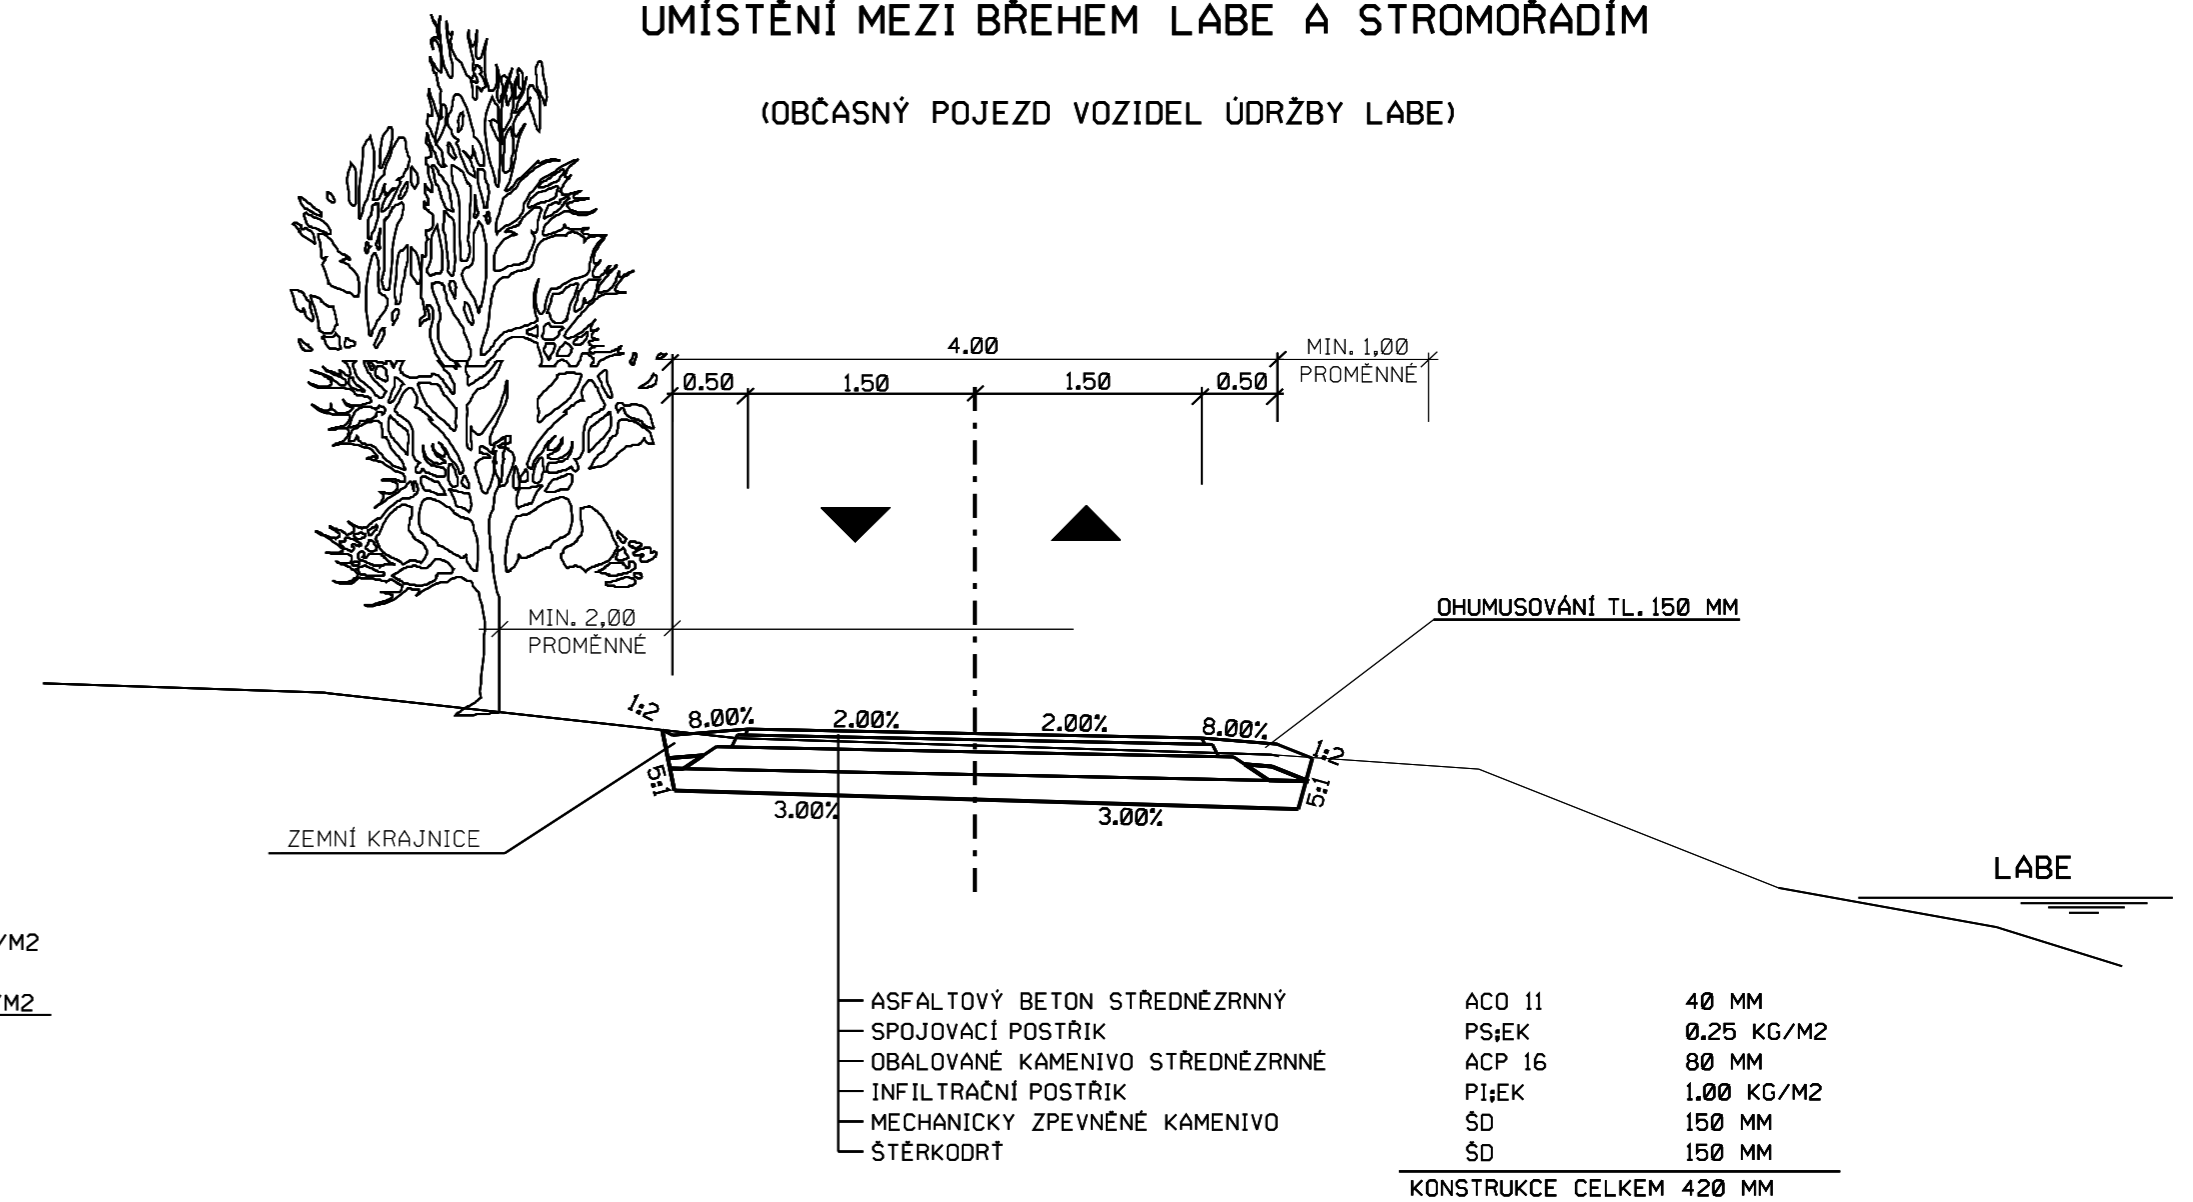 UMÍSTĚNÍ MEZI BŘEHEM LABE A STROMOŘADÍM
(OBČASNÝ POJEZD VOZIDEL ÚDRŽBY LABE)
4.00
MIN. 1,00
PROMĚNNÉ
0.50
1.50
1.50
0.50
MIN. 2,00
PROMĚNNÉ
OHUMUSOVÁNÍ TL. 150 MM
1:2
8.00%
2.00%
2.00%
8.00%
1:2
5:1
5:1
3.00%
3.00%
ZEMNÍ KRAJNICE
LABE
/M2
/M2
ASFALTOVÝ BETON STŘEDNĚZRNNÝ ACO 11 40 MM
SPOJOVACÍ POSTŘIK PS;EK 0.25 KG/M2
OBALOVANÉ KAMENIVO STŘEDNĚZRNNÉ ACP 16 80 MM
INFILTRAČNÍ POSTŘIK PI;EK 1.00 KG/M2
MECHANICKY ZPEVNĚNÉ KAMENIVO ŠD 150 MM
ŠTĚRKODRŤ ŠD 150 MM
KONSTRUKCE CELKEM 420 MM